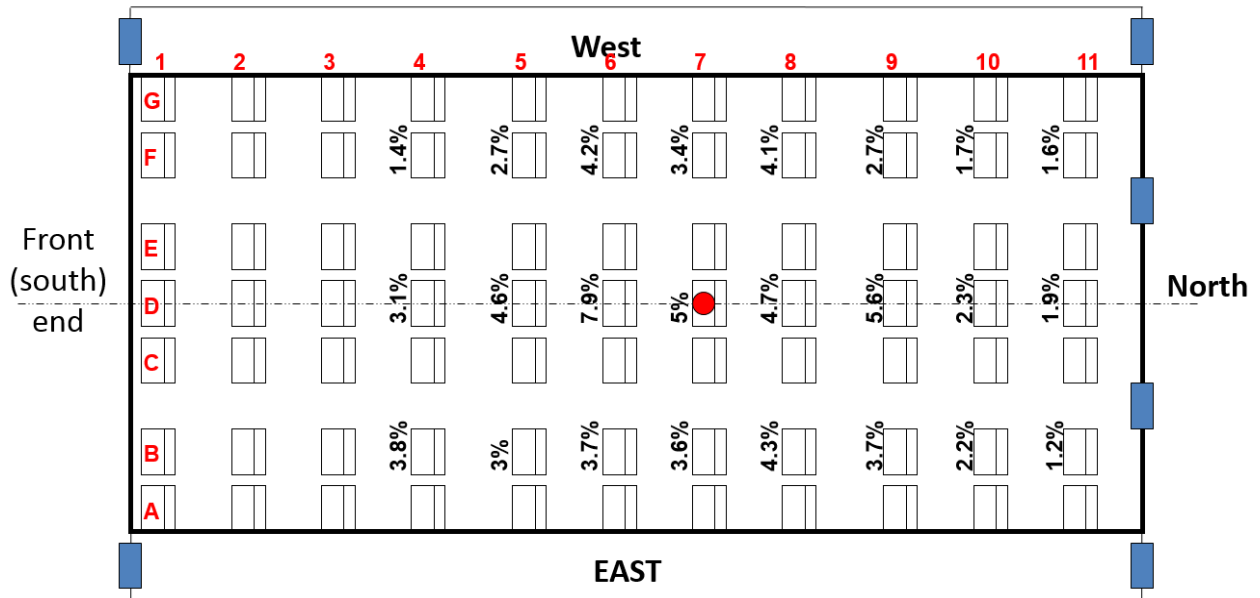 West
1 2 3 4 5 6 7 8 9 10 11
G
F 1.4% 2.7% 4.2% 3.4% 4.1% 2.7% 1.7% 1.6%
E
Front
(south)
end
D 3.1% 4.6% 7.9% 5% 4.7% 5.6% 2.3% 1.9%
North
C
B 3.8% 3% 3.7% 3.6% 4.3% 3.7% 2.2% 1.2%
A
EAST